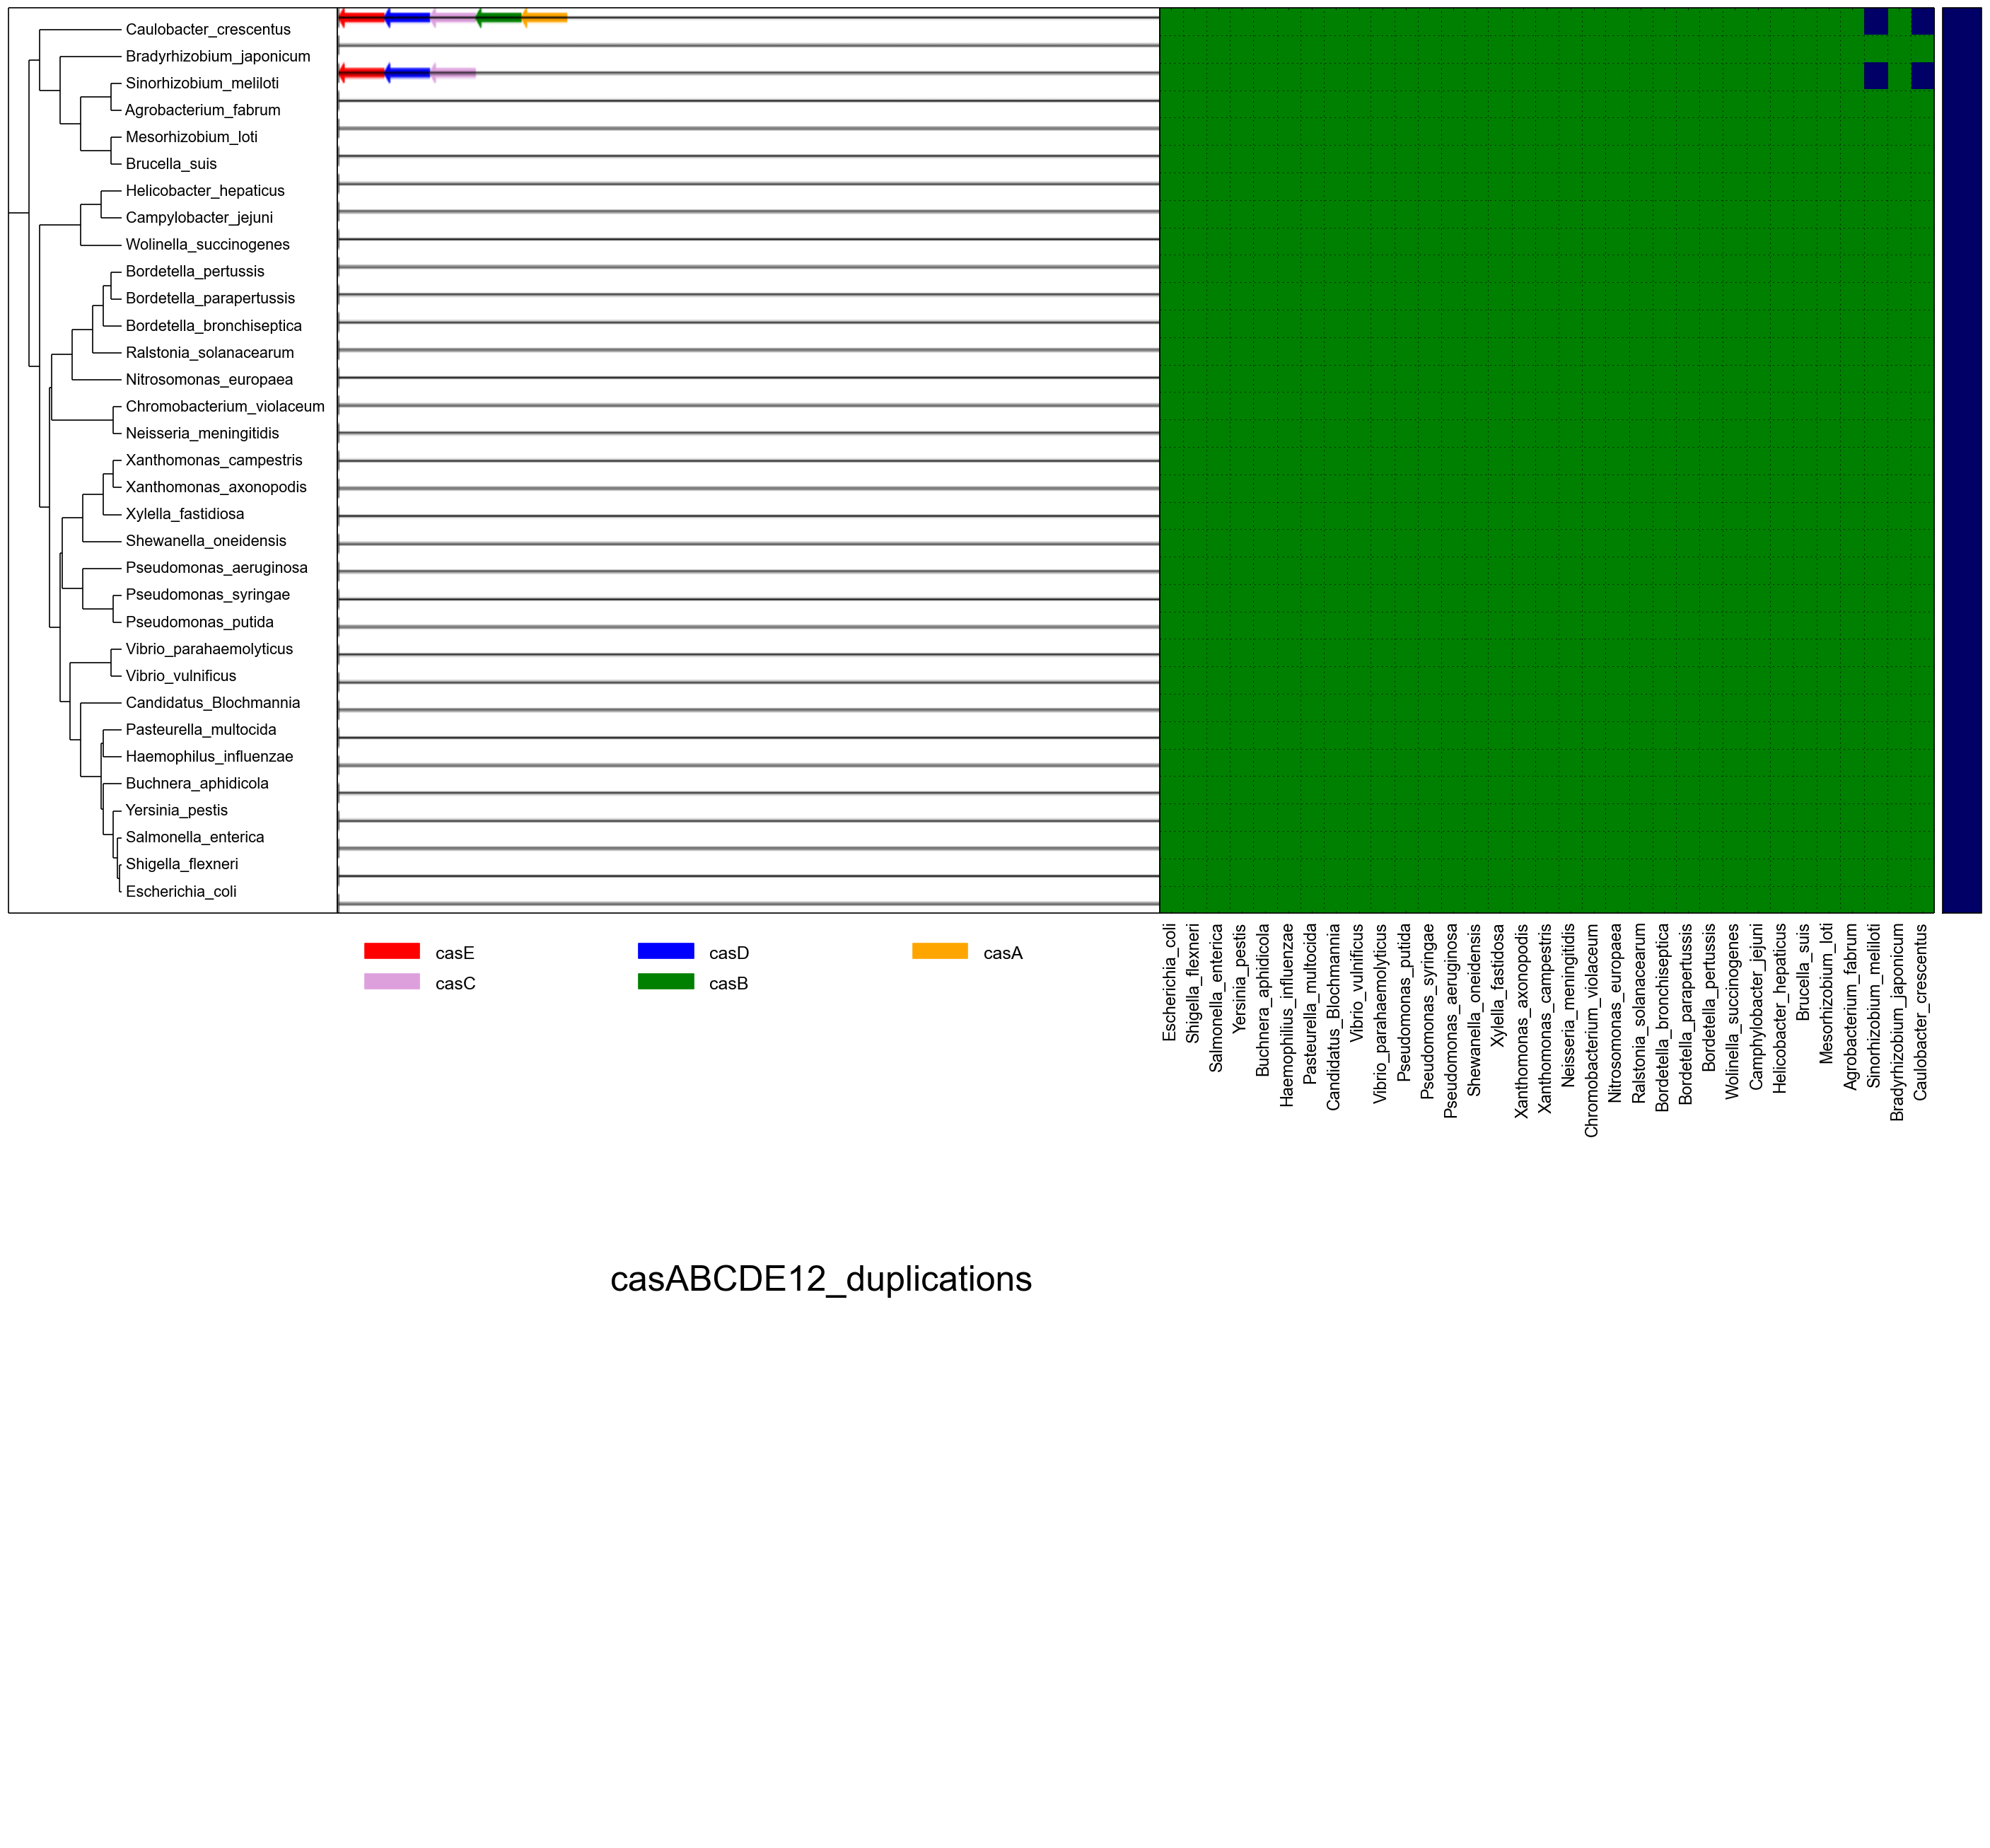 Caulobacter_crescentus
Bradyrhizobium_japonicum
Sinorhizobium_meliloti
Agrobacterium_fabrum
Mesorhizobium_loti
Brucella_suis
Helicobacter_hepaticus
Campylobacter_jejuni
Wolinella_succinogenes
Bordetella_pertussis
Bordetella_parapertussis
Bordetella_bronchiseptica
Ralstonia_solanacearum
Nitrosomonas_europaea
Chromobacterium_violaceum
Neisseria_meningitidis
Xanthomonas_campestris
Xanthomonas_axonopodis
Xylella_fastidiosa
Shewanella_oneidensis
Pseudomonas_aeruginosa
Pseudomonas_syringae
Pseudomonas_putida
Vibrio_parahaemolyticus
Vibrio_vulnificus
Candidatus_Blochmannia
Pasteurella_multocida
Haemophilus_influenzae
Buchnera_aphidicola
Yersinia_pestis
Salmonella_enterica
Shigella_flexneri
Escherichia_coli
casE
casD
casA
casC
casB
Escherichia_coli
Shigella_flexneri
Salmonella_enterica
Yersinia_pestis
Buchnera_aphidicola
Haemophilius_influenzae
Pasteurella_multocida
Candidatus_Blochmannia
Vibrio_vulnificus
Vibrio_parahaemolyticus
Pseudomonas_putida
Pseudomonas_syringae
Pseudomonas_aeruginosa
Shewanella_oneidensis
Xylella_fastidosa
Xanthomonas_axonopodis
Xanthomonas_campestris
Neisseria_meningitidis
Chromobacterium_violaceum
Nitrosomonas_europaea
Ralstonia_solanacearum
Bordetella_bronchiseptica
Bordetella_parapertussis
Bordetella_pertussis
Wolinella_succinogenes
Camphylobacter_jejuni
Helicobacter_hepaticus
Brucella_suis
Mesorhizobium_loti
Agrobacterium_fabrum
Sinorhizobium_meliloti
Bradyrhizobium_japonicum
Caulobacter_crescentus
casABCDE12_duplications